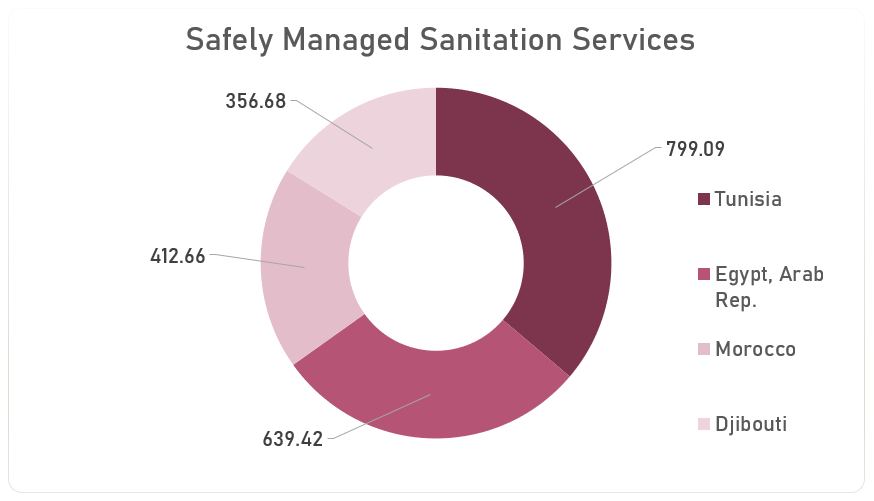 Safely Managed Sanitation Services
356.68
799.09
412.66
639.42
Tunisia
Egypt, Arab
Rep.
Morocco
Djibouti